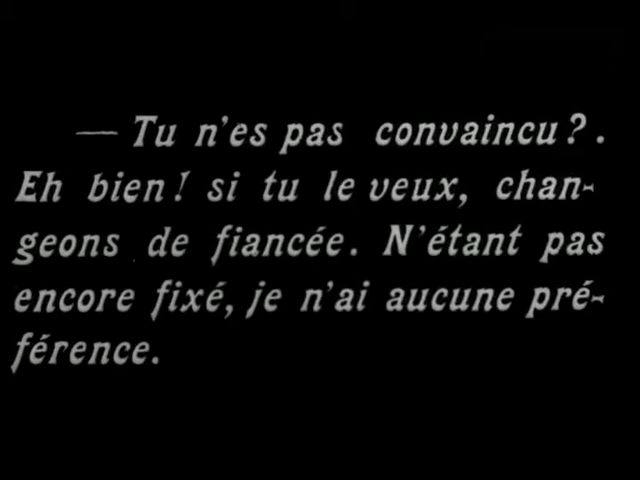 — Tu n'es pas convaincu ? .
Eh bien ! si tu le veux, chan-
geons de fiancée. N'étant pas
encore fixé, je n'ai aucune pré-
férence.